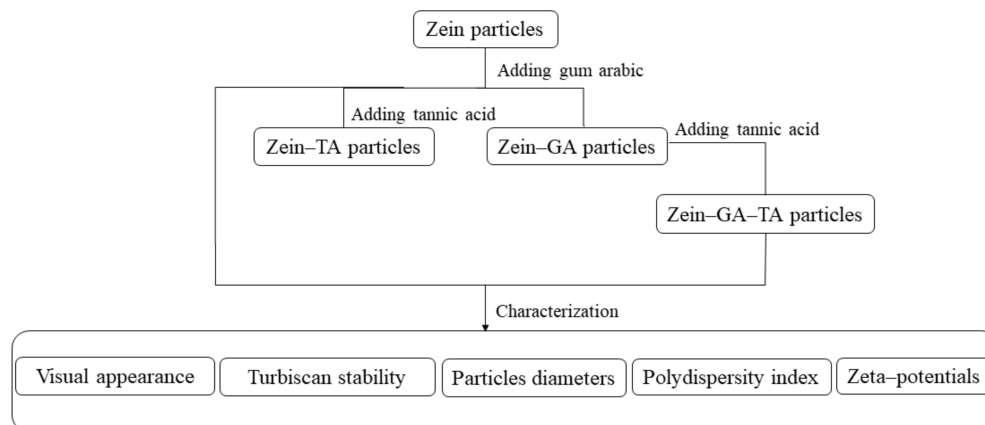 Zein particles
Adding gum arabic
Adding tannic acid
Adding tannic acid
Zein–TA particles
Zein–GA particles
Zein–GA–TA particles
Characterization
Visual appearance
Turbiscan stability
Particles diameters
Polydispersity index
Zeta–potentials